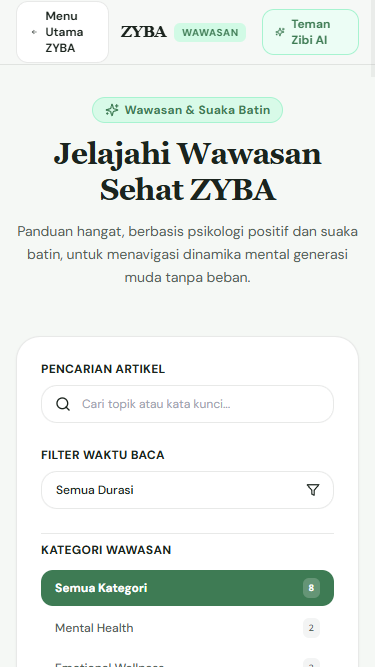 Menu
Utama
ZYBA
ZYBA
WAWASAN
Teman
Zibi AI
Wawasan & Suaka Batin
Jelajahi Wawasan
Sehat ZYBA
Panduan hangat, berbasis psikologi positif dan suaka
batin, untuk menavigasi dinamika mental generasi
muda tanpa beban.
PENCARIAN ARTIKEL
Cari topik atau kata kunci...
FILTER WAKTU BACA
Semua Durasi
KATEGORI WAWASAN
Semua Kategori 8
Mental Health 2
Emotional Wellness